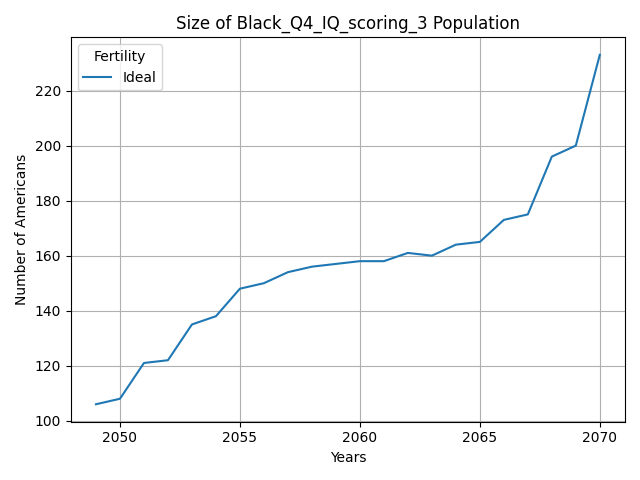 Size of Black_Q4_IQ_scoring_3 Population
Fertility
Ideal
Number of Americans
220
200
180
160
140
120
100
2050
2055
2060
2065
2070
Years